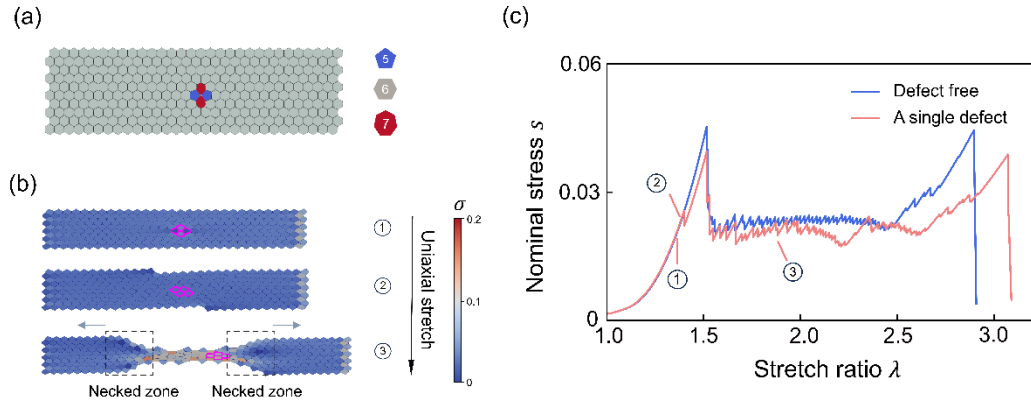 (a)
5
6
7
(b)
σ
0.2
0.1
0
①
②
③
Uniaxial stretch
Necked zone
Necked zone
(c)
Nominal stress s
0.06
0.03
0
Defect free
A single defect
②
①
③
1.0
1.5
2.0
2.5
3.0
Stretch ratio λ